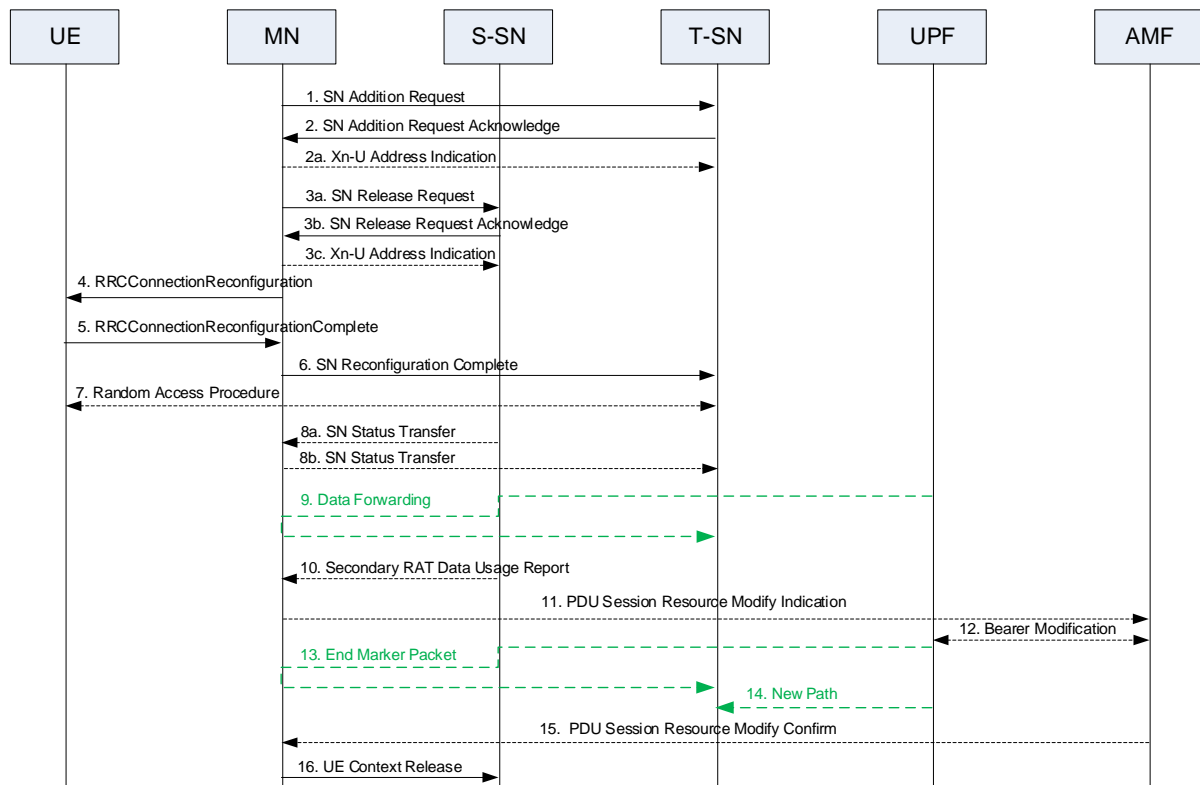 UE MN S-SN T-SN UPF AMF
1. SN Addition Request
2. SN Addition Request Acknowledge
2a. Xn-U Address Indication
3a. SN Release Request
3b. SN Release Request Acknowledge
3c. Xn-U Address Indication
4. RRCConnectionReconfiguration
5. RRCConnectionReconfigurationComplete
6. SN Reconfiguration Complete
7. Random Access Procedure
8a. SN Status Transfer
8b. SN Status Transfer
9. Data Forwarding
10. Secondary RAT Data Usage Report
11. PDU Session Resource Modify Indication
12. Bearer Modification
13. End Marker Packet
14. New Path
15. PDU Session Resource Modify Confirm
16. UE Context Release